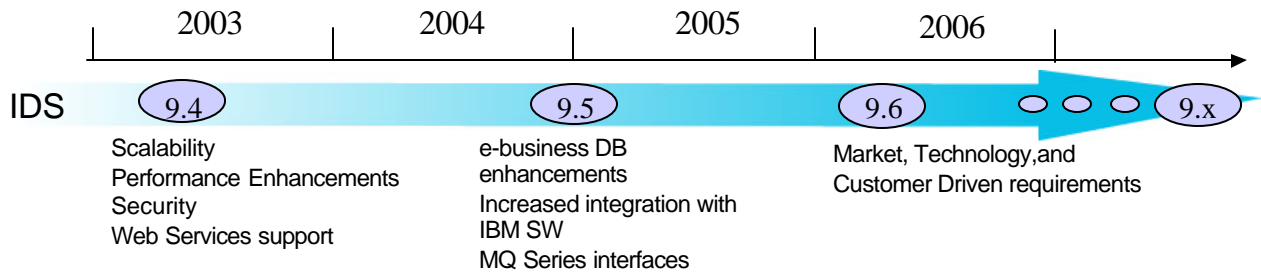 2003 2004 2005 2006
IDS 9.4 9.5 9.6 9.x
Scalability
Performance Enhancements
Security
Web Services support
e-business DB
enhancements
Increased integration with
IBM SW
MQ Series interfaces
Market, Technology,and
Customer Driven requirements